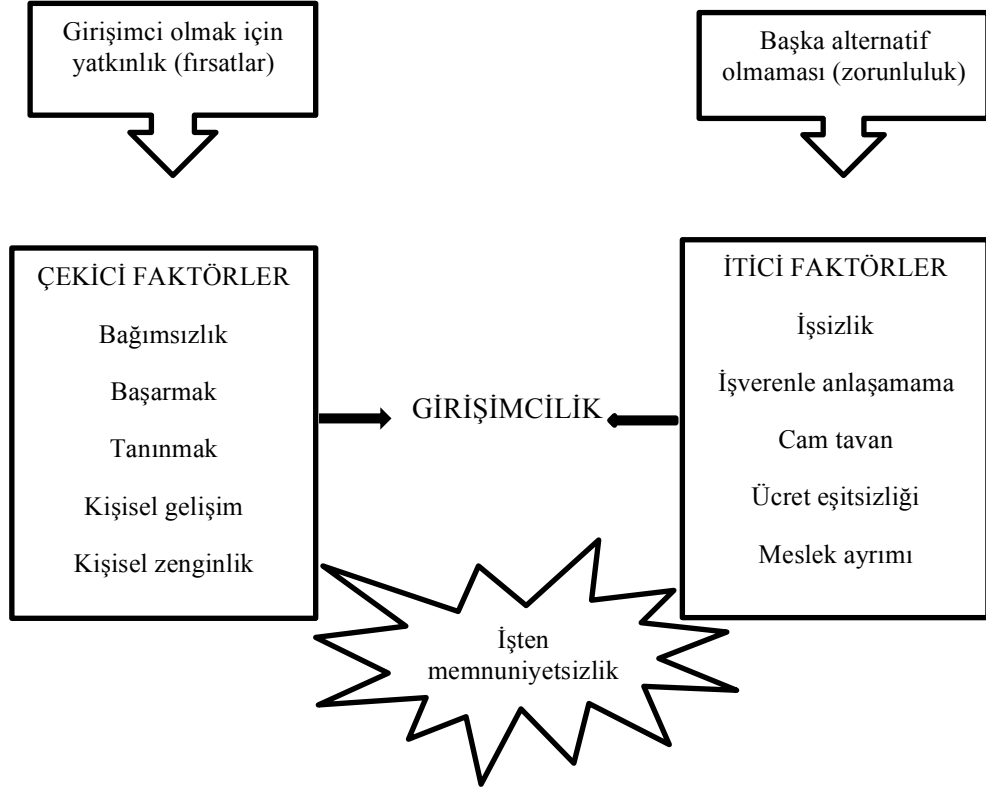 Girişimci olmak için
yatkınlık (fırsatlar)
Başka alternatif
olmaması (zorunluluk)
ÇEKİCİ FAKTÖRLER
Bağımsızlık
Başarmak
Tanınmak
Kişisel gelişim
Kişisel zenginlik
GİRİŞİMCİLİK
İTİCİ FAKTÖRLER
İşsizlik
İşverenle anlaşamama
Cam tavan
Ücret eşitsizliği
Meslek ayrımı
İşten
memnuniyetsizlik